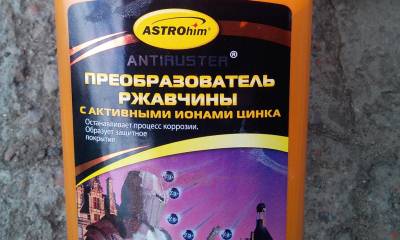 ASTROhim®
ANTIRUSTER®
ПРЕОБРАЗОВАТЕЛЬ
РЖАВЧИНЫ
С АКТИВНЫМИ ИОНАМИ ЦИНКА
Останавливает процесс коррозии.
Образует защитное
покрытие